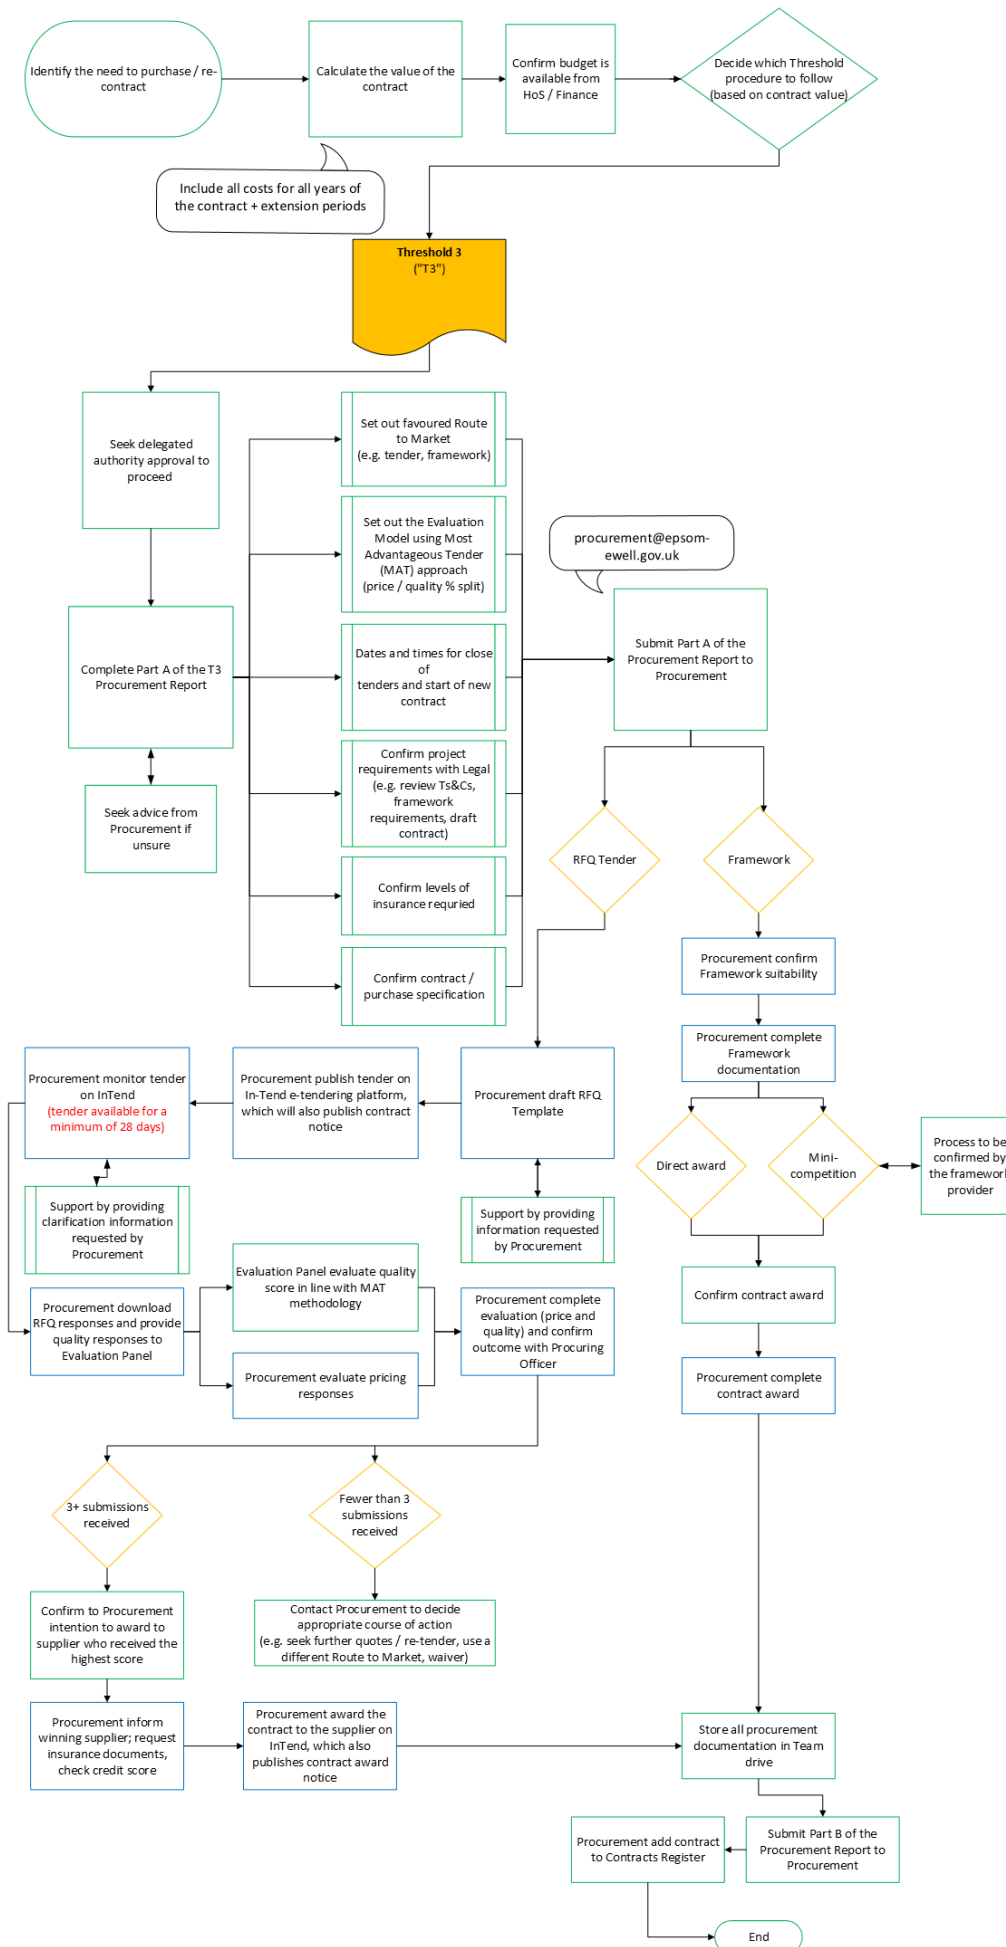 Identify the need to purchase / re-
contract
Calculate the value of the
contract
Confirm budget is
available from
HoS / Finance
Decide which Threshold
procedure to follow
(based on contract value)
Include all costs for all years of
the contract + extension periods
Threshold 3
("T3")
Seek delegated
authority approval to
proceed
Set out favoured Route
to Market
(e.g. tender, framework)
Set out the Evaluation
Model using Most
Advantageous Tender
(MAT) approach
(price / quality % split)
procurement@epsom-
ewell.gov.uk
Complete Part A of the T3
Procurement Report
Dates and times for close
of
tenders and start of new
contract
Submit Part A of the
Procurement Report to
Procurement
Seek advice from
Procurement if
unsure
Confirm project
requirements with Legal
(e.g. review Ts&Cs,
framework
requirements, draft
contract)
Confirm levels of
insurance requried
Confirm contract /
purchase specification
RFQ Tender
Framework
Procurement confirm
Framework suitability
Procurement complete
Framework
documentation
Procurement monitor tender
on InTend
(tender available for a
minimum of 28 days)
Procurement publish tender on
In-Tend e-tendering platform,
which will also publish contract
notice
Procurement draft RFQ
Template
Direct award
Mini-
competition
Process to be
confirmed by
the framework
provider
Support by providing
clarification information
requested by
Procurement
Support by providing
information requested
by Procurement
Procurement download
RFQ responses and provide
quality responses to
Evaluation Panel
Evaluation Panel evaluate quality
score in line with MAT
methodology
Procurement evaluate pricing
responses
Procurement complete
evaluation (price and
quality) and confirm
outcome with Procuring
Officer
Confirm contract award
Procurement complete
contract award
3+ submissions
received
Fewer than 3
submissions
received
Confirm to Procurement
intention to award to
supplier who received the
highest score
Contact Procurement to decide
appropriate course of action
(e.g. seek further quotes / re-tender, use a
different Route to Market, waiver)
Procurement inform
winning supplier; request
insurance documents,
check credit score
Procurement award the
contract to the supplier on
InTend, which also
publishes contract award
notice
Store all procurement
documentation in Team
drive
Procurement add contract
to Contracts Register
Submit Part B of the
Procurement Report to
Procurement
End